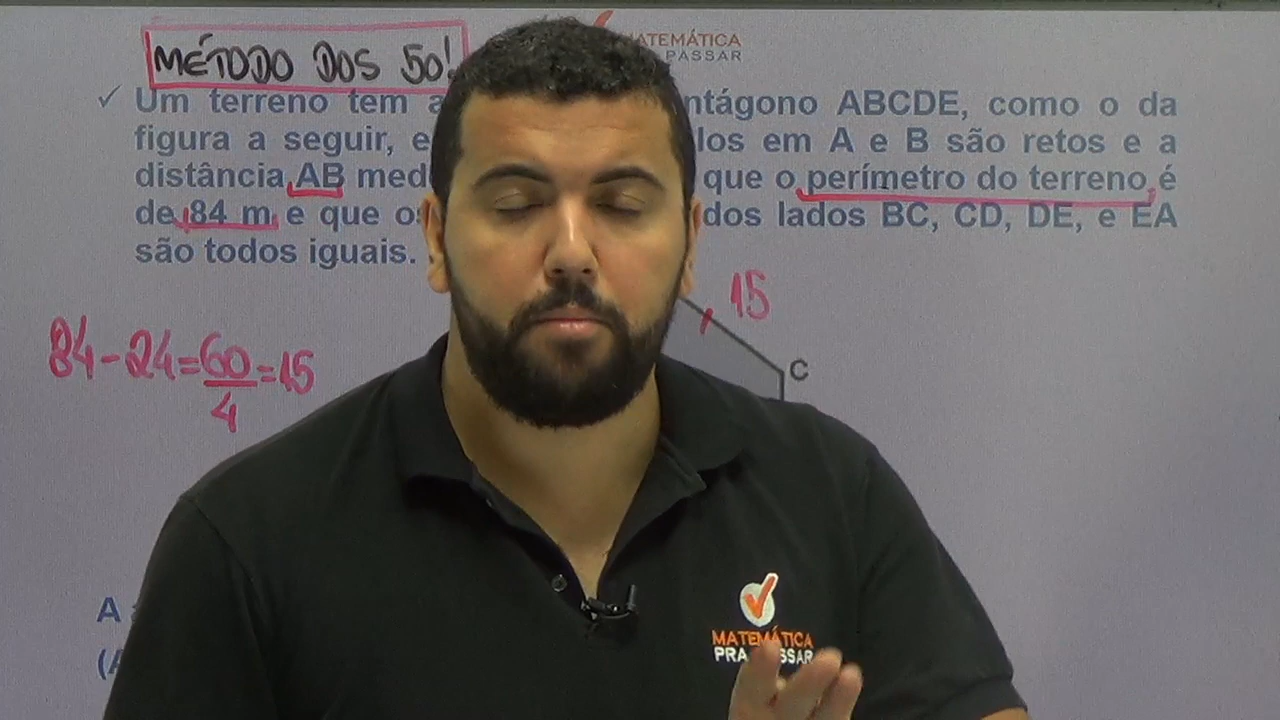 MÉTODO DOS 50!
MATEMÁTICA
PASSAR
✓ Um terreno tem a ntágono ABCDE, como o da
figura a seguir, e los em A e B são retos e a
distância AB med que o perímetro do terreno é
de 84 m e que os dos lados BC, CD, DE, e EA
são todos iguais.
15
C
84-24=60/4=15
A
(A
MATEMÁTICA
PRA PASSAR